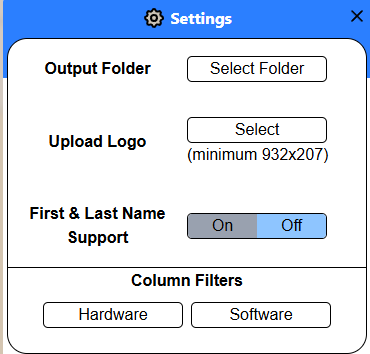 Settings
Output Folder Select Folder
Upload Logo Select
(minimum 932x207)
First & Last Name
Support On Off
Column Filters
Hardware Software